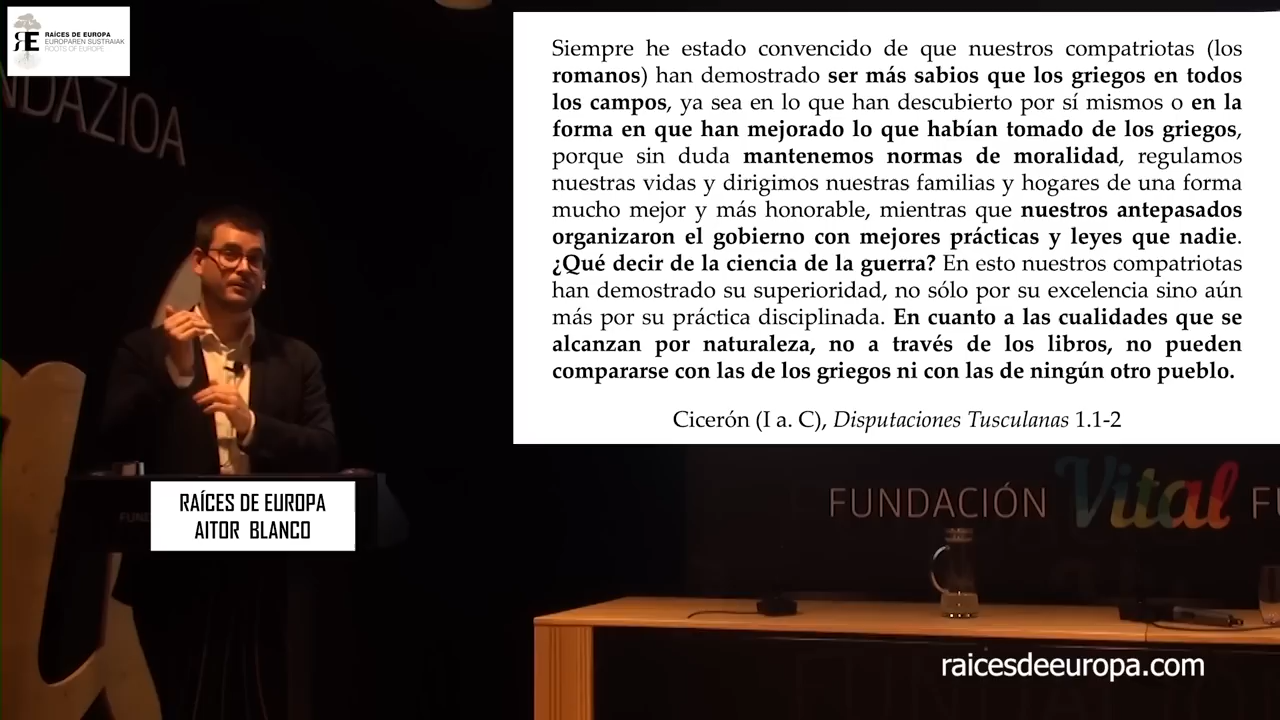 RAÍCES DE EUROPA
EUROPAREN SUSTRAIAK
ROOTS OF EUROPE
NDAZIOA
Siempre he estado convencido de que nuestros compatriotas (los
romanos) han demostrado ser más sabios que los griegos en todos
los campos, ya sea en lo que han descubierto por sí mismos o en la
forma en que han mejorado lo que habían tomado de los griegos,
porque sin duda mantenemos normas de moralidad, regulamos
nuestras vidas y dirigimos nuestras familias y hogares de una forma
mucho mejor y más honorable, mientras que nuestros antepasados
organizaron el gobierno con mejores prácticas y leyes que nadie.
¿Qué decir de la ciencia de la guerra? En esto nuestros compatriotas
han demostrado su superioridad, no sólo por su excelencia sino aún
más por su práctica disciplinada. En cuanto a las cualidades que se
alcanzan por naturaleza, no a través de los libros, no pueden
compararse con las de los griegos ni con las de ningún otro pueblo.
Cicerón (I a. C), Disputaciones Tusculanas 1.1-2
RAÍCES DE EUROPA
AITOR BLANCO
FUNDACIÓN Vital FU
raicesdeeuropa.com